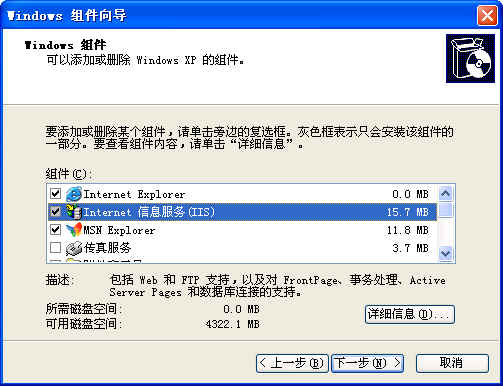 Windows 组件向导
Windows 组件
可以添加或删除 Windows XP 的组件。
要添加或删除某个组件，请单击旁边的复选框。灰色框表示只会安装该组件的
一部分。要查看组件内容，请单击“详细信息”。
组件(C):
Internet Explorer 0.0 MB
Internet 信息服务(IIS) 15.7 MB
MSN Explorer 11.8 MB
传真服务 3.7 MB
描述: 包括 Web 和 FTP 支持，以及对 FrontPage、事务处理、Active
Server Pages 和数据库连接的支持。
所需磁盘空间: 0.0 MB
可用磁盘空间: 4322.1 MB
详细信息(D)...
< 上一步(B) 下一步(N) > 取消